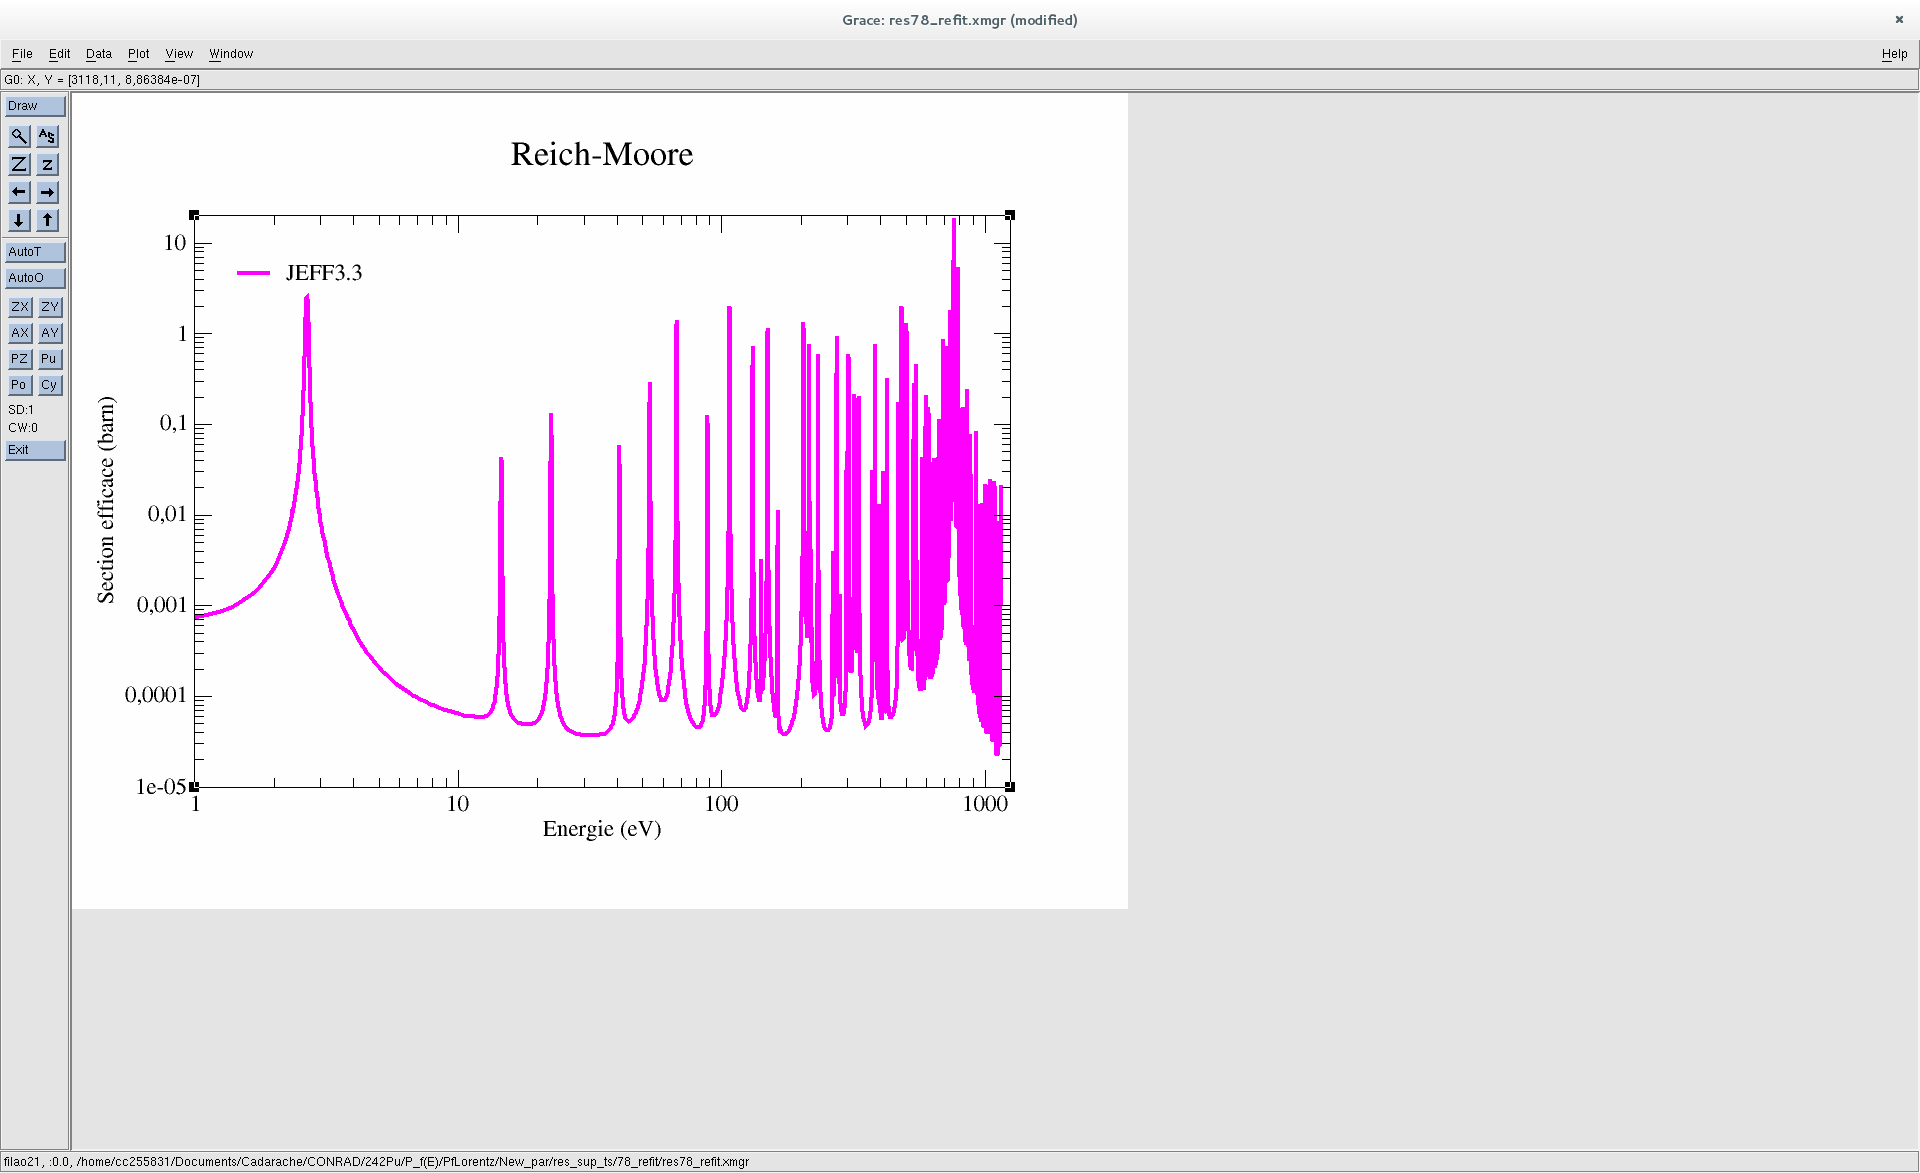 Grace: res78_refit.xmgr (modified)
×
File Edit Data Plot View Window Help
G0: X, Y = [3118,11, 8,86384e-07]
Draw
A S
Z z
AutoT
AutoO
ZX ZY
AX AY
PZ Pu
Po Cy
SD:1
CW:0
Exit
Reich-Moore
JEFF3.3
10
1
0,1
0,01
0,001
0,0001
1e-05
Section efficace (barn)
1 10 100 1000
Energie (eV)
filao21, :0.0, /home/cc255831/Documents/Cadarache/CONRAD/242Pu/P_f(E)/PfLorentz/New_par/res_sup_ts/78_refit/res78_refit.xmgr